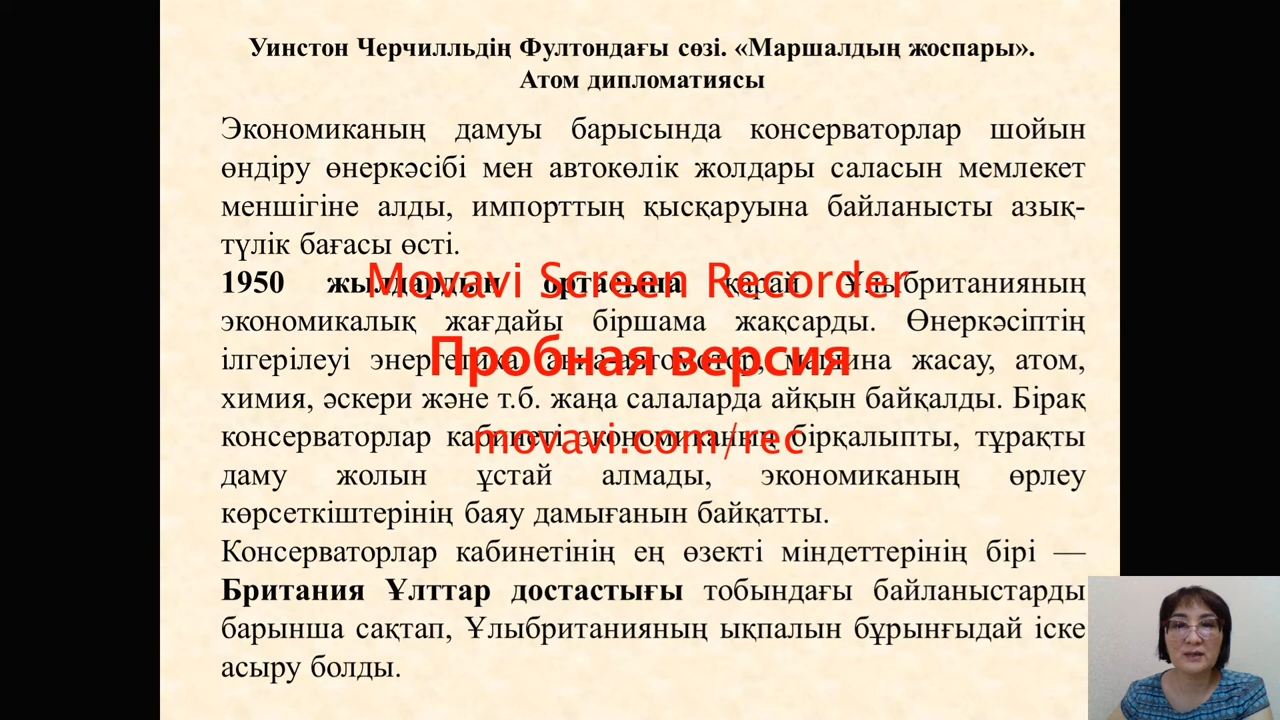 Уинстон Черчилльдің Фултондағы сөзі. «Маршалдың жоспары».
Атом дипломатиясы
Экономиканың дамуы барысында консерваторлар шойын
өндіру өнеркәсібі мен автокөлік жолдары саласын мемлекет
меншігіне алды, импорттың қысқаруына байланысты азық-
түлік бағасы өсті.
1950 жылдардың ортасына қарай Ұлыбританияның
Movavi Screen Recorder
экономикалық жағдайы біршама жақсарды. Өнеркәсіптің
ілгерілеуі энергетика, авиа-автомотор, машина жасау, атом,
Пробная версия
химия, әскери және т.б. жаңа салаларда айқын байқалды. Бірақ
консерваторлар кабинеті экономиканың бірқалыпты, тұрақты
movavi.com/rec
даму жолын ұстай алмады, экономиканың өрлеу
көрсеткіштерінің баяу дамығанын байқатты.
Консерваторлар кабинетінің ең өзекті міндеттерінің бірі —
Британия Ұлттар достастығы тобындағы байланыстарды
барынша сақтап, Ұлыбританияның ықпалын бұрынғыдай іске
асыру болды.